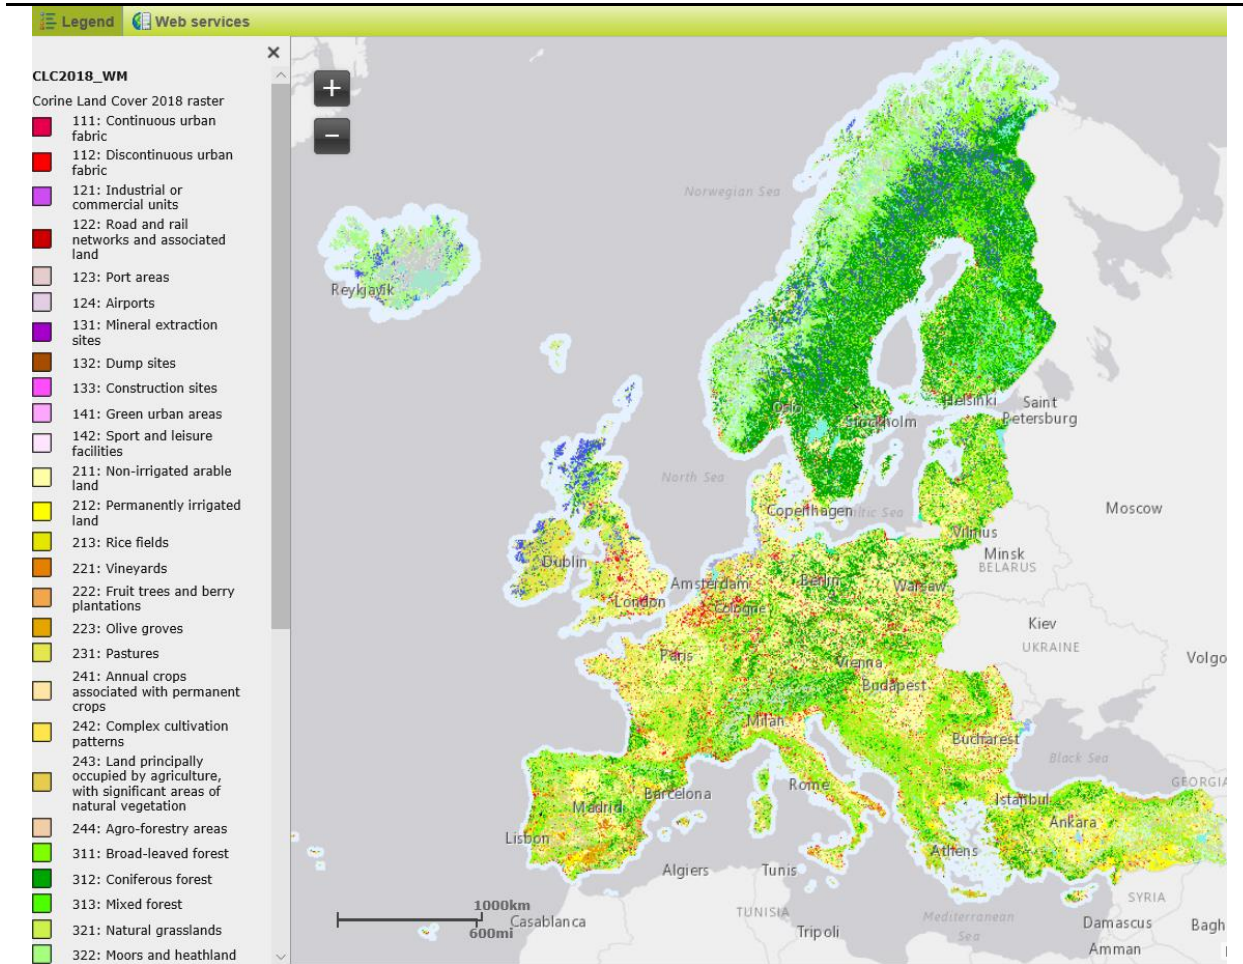 Legend
Web services
CLC2018_WM
Corine Land Cover 2018 raster
111: Continuous urban
fabric
112: Discontinuous urban
fabric
121: Industrial or
commercial units
122: Road and rail
networks and associated
land
123: Port areas
124: Airports
131: Mineral extraction
sites
132: Dump sites
133: Construction sites
141: Green urban areas
142: Sport and leisure
facilities
211: Non-irrigated arable
land
212: Permanently irrigated
land
213: Rice fields
221: Vineyards
222: Fruit trees and berry
plantations
223: Olive groves
231: Pastures
241: Annual crops
associated with permanent
crops
242: Complex cultivation
patterns
243: Land principally
occupied by agriculture,
with significant areas of
natural vegetation
244: Agro-forestry areas
311: Broad-leaved forest
312: Coniferous forest
313: Mixed forest
321: Natural grasslands
322: Moors and heathland
+
−
Norwegian Sea
Reykjavik
Oslo
Stockholm
Helsinki
Saint
Petersburg
North Sea
Copenhagen
Baltic Sea
Moscow
Vilnius
Minsk
BELARUS
Dublin
Amsterdam
Berlin
Warsaw
London
Cologne
Kiev
UKRAINE
Paris
Vienna
Volgo
Budapest
Milan
Bucharest
Black Sea
GEORGIA
Rome
Barcelona
Madrid
Istanbul
Ankara
Lisbon
Athens
Algiers
Tunis
SYRIA
1000km
600mi
Casablanca
TUNISIA
Tripoli
Mediterranean
Sea
Damascus
Bagh
Amman